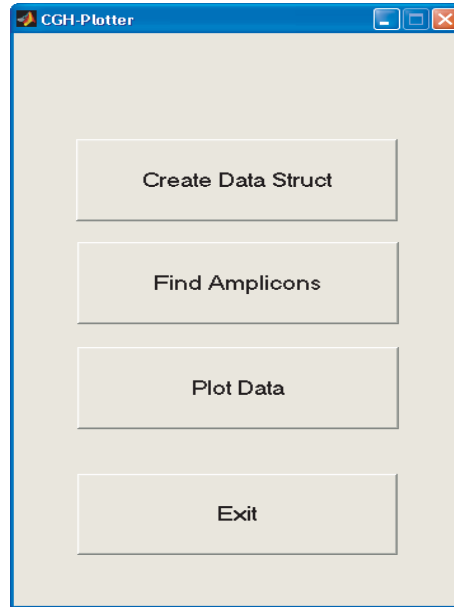 CGH-Plotter
Create Data Struct
Find Amplicons
Plot Data
Exit